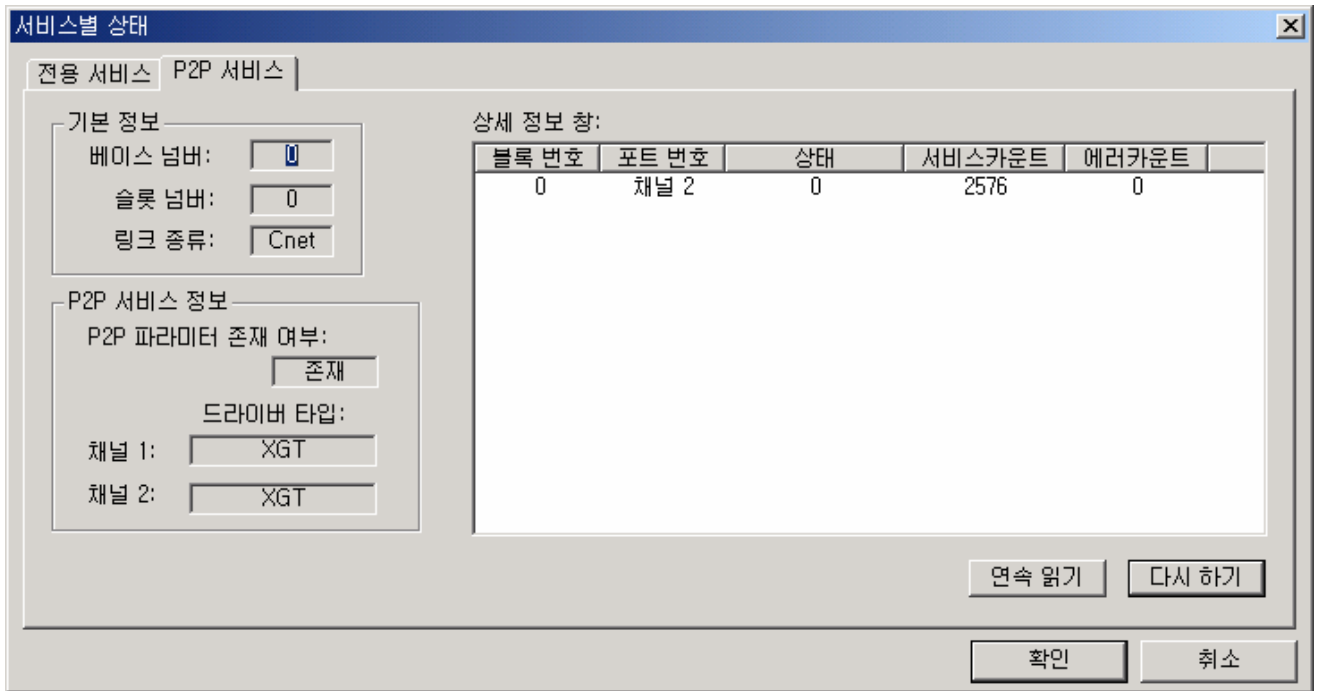 서비스별 상태
전용 서비스 P2P 서비스
기본 정보
베이스 넘버: 0
슬롯 넘버: 0
링크 종류: Cnet
P2P 서비스 정보
P2P 파라미터 존재 여부:
존재
드라이버 타입:
채널 1: XGT
채널 2: XGT
상세 정보 창:
블록 번호 포트 번호 상태 서비스카운트 에러카운트
0 채널 2 0 2576 0
연속 읽기 다시 하기
확인 취소